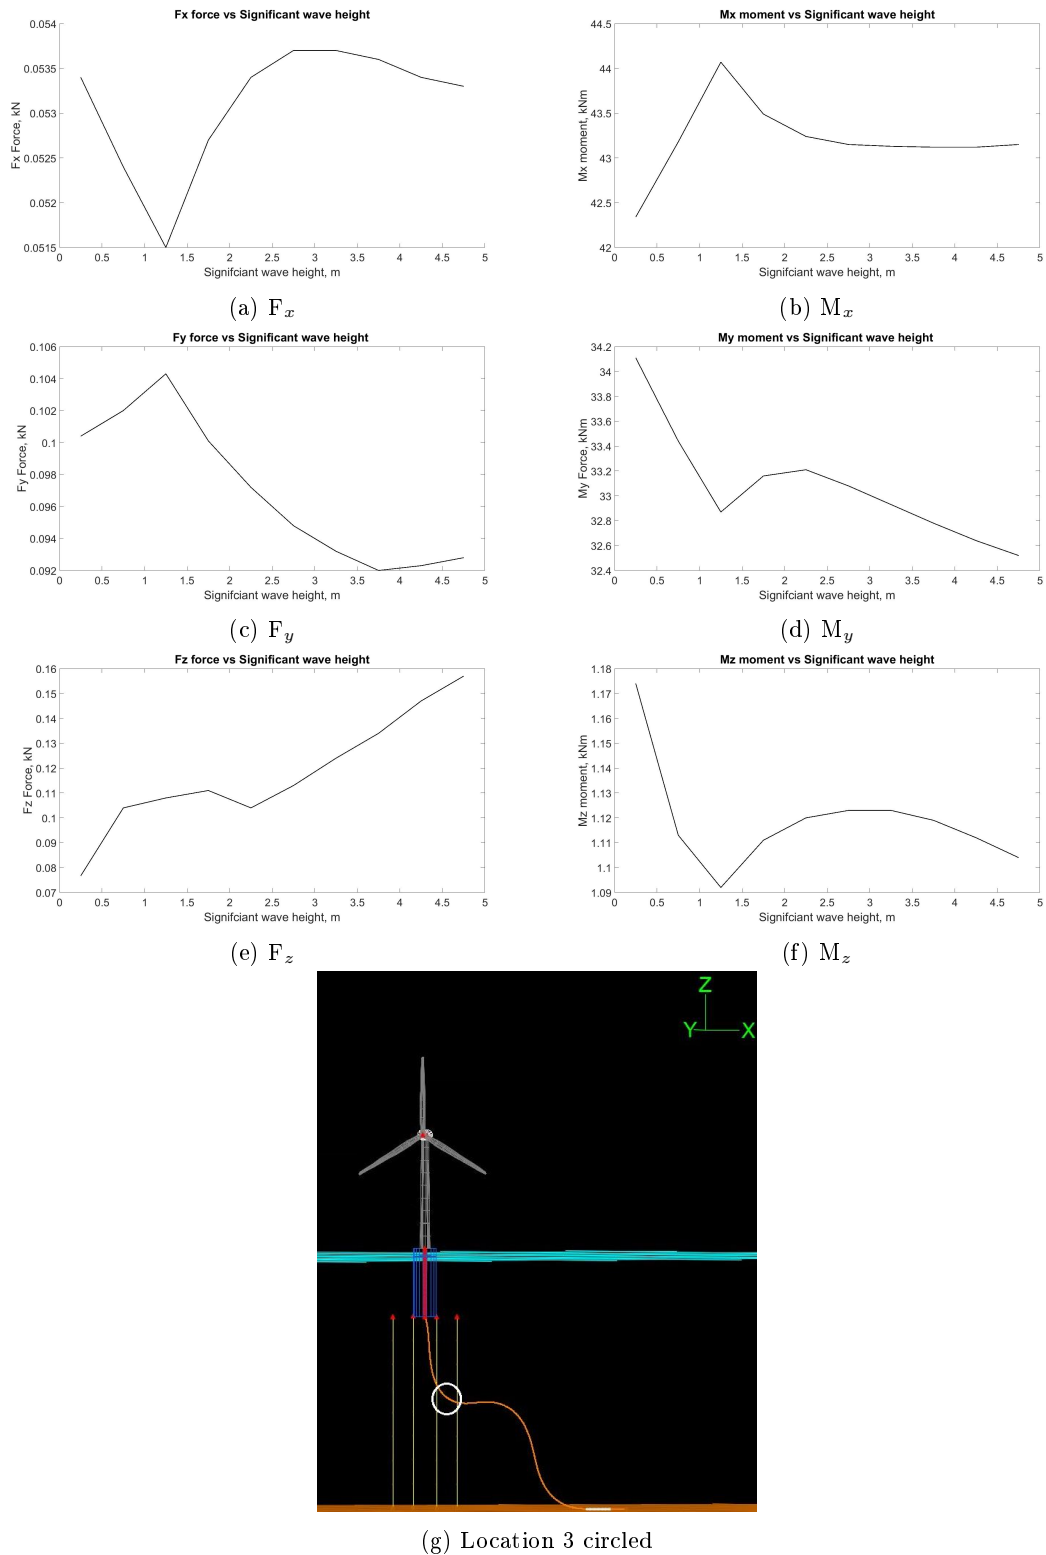 Fx force vs Significant wave height
Fx Force, kN
0.054
0.0535
0.053
0.0525
0.052
0.0515
0 0.5 1 1.5 2 2.5 3 3.5 4 4.5 5
Signifciant wave height, m
(a) Fx
Mx moment vs Significant wave height
Mx moment, kNm
44.5
44
43.5
43
42.5
42
0 0.5 1 1.5 2 2.5 3 3.5 4 4.5 5
Signifciant wave height, m
(b) Mx
Fy force vs Significant wave height
Fy Force, kN
0.106
0.104
0.102
0.1
0.098
0.096
0.094
0.092
0 0.5 1 1.5 2 2.5 3 3.5 4 4.5 5
Signifciant wave height, m
(c) Fy
My moment vs Significant wave height
My Force, kNm
34.2
34
33.8
33.6
33.4
33.2
33
32.8
32.6
32.4
0 0.5 1 1.5 2 2.5 3 3.5 4 4.5 5
Signifciant wave height, m
(d) My
Fz force vs Significant wave height
Fz Force, kN
0.16
0.15
0.14
0.13
0.12
0.11
0.1
0.09
0.08
0.07
0 0.5 1 1.5 2 2.5 3 3.5 4 4.5 5
Signifciant wave height, m
(e) Fz
Mz moment vs Significant wave height
Mz moment, kNm
1.18
1.17
1.16
1.15
1.14
1.13
1.12
1.11
1.1
1.09
0 0.5 1 1.5 2 2.5 3 3.5 4 4.5 5
Signifciant wave height, m
(f) Mz
Z
Y X
(g) Location 3 circled